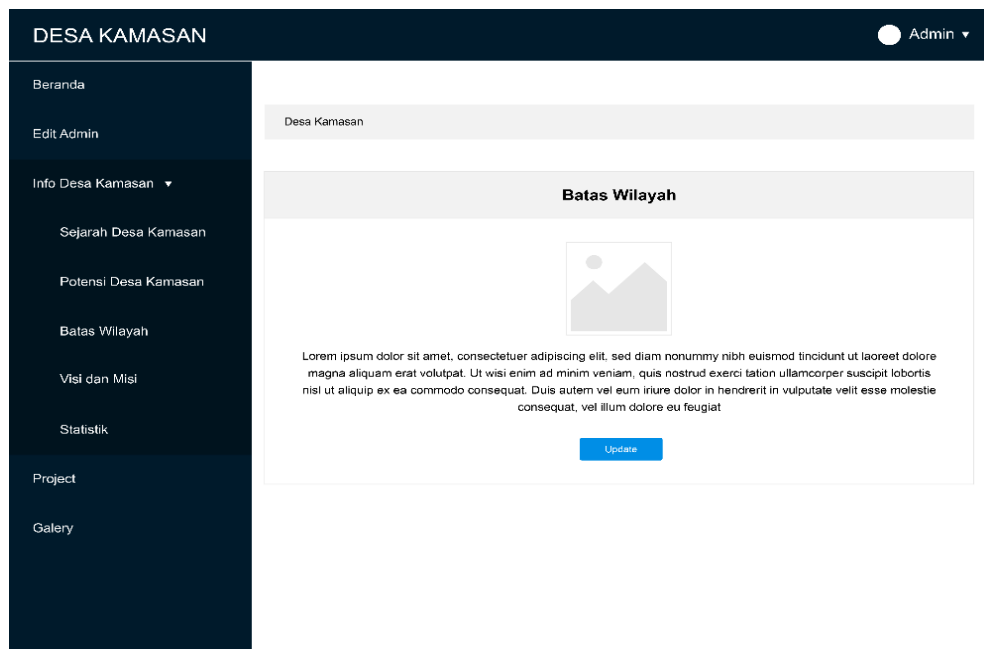 DESA KAMASAN
Admin
Beranda
Edit Admin
Info Desa Kamasan
Sejarah Desa Kamasan
Potensi Desa Kamasan
Batas Wilayah
Visi dan Misi
Statistik
Project
Galery
Desa Kamasan
Batas Wilayah
Lorem ipsum dolor sit amet, consectetuer adipiscing elit, sed diam nonummy nibh euismod tincidunt ut laoreet dolore
magna aliquam erat volutpat. Ut wisi enim ad minim veniam, quis nostrud exerci tation ullamcorper suscipit lobortis
nisl ut aliquip ex ea commodo consequat. Duis autem vel eum iriure dolor in hendrerit in vulputate velit esse molestie
consequat, vel illum dolore eu feugiat
Update